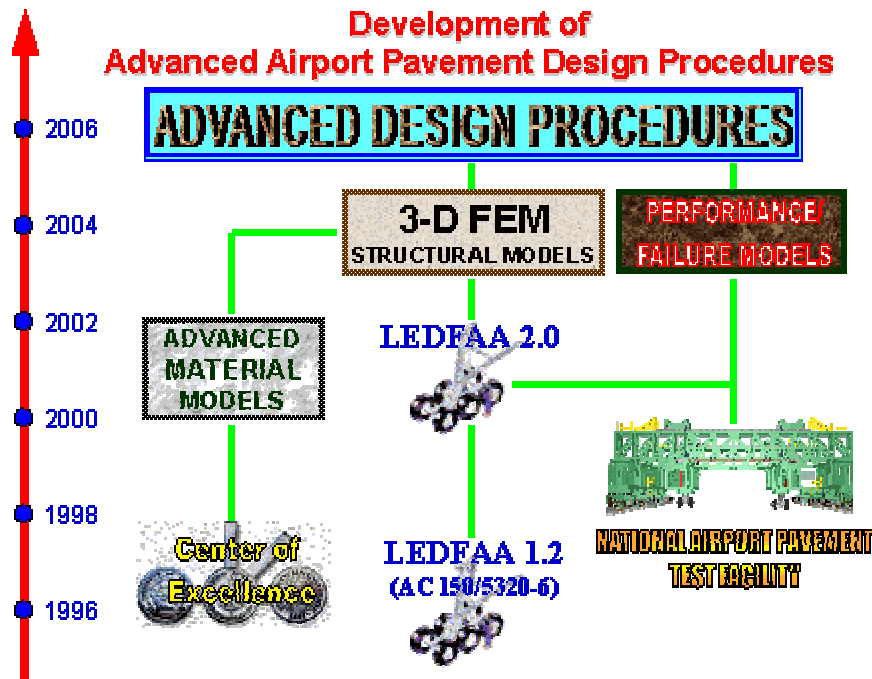 Development of
Advanced Airport Pavement Design Procedures
2006
ADVANCED DESIGN PROCEDURES
2004
3-D FEM
STRUCTURAL MODELS
PERFORMANCE/
FAILURE MODELS
2002
ADVANCED
MATERIAL
MODELS
LEDFAA 2.0
2000
1998
Center of
Excellence
LEDFAA 1.2
(AC 150/5320-6)
NATIONAL AIRPORT PAVEMENT
TEST FACILITY
1996